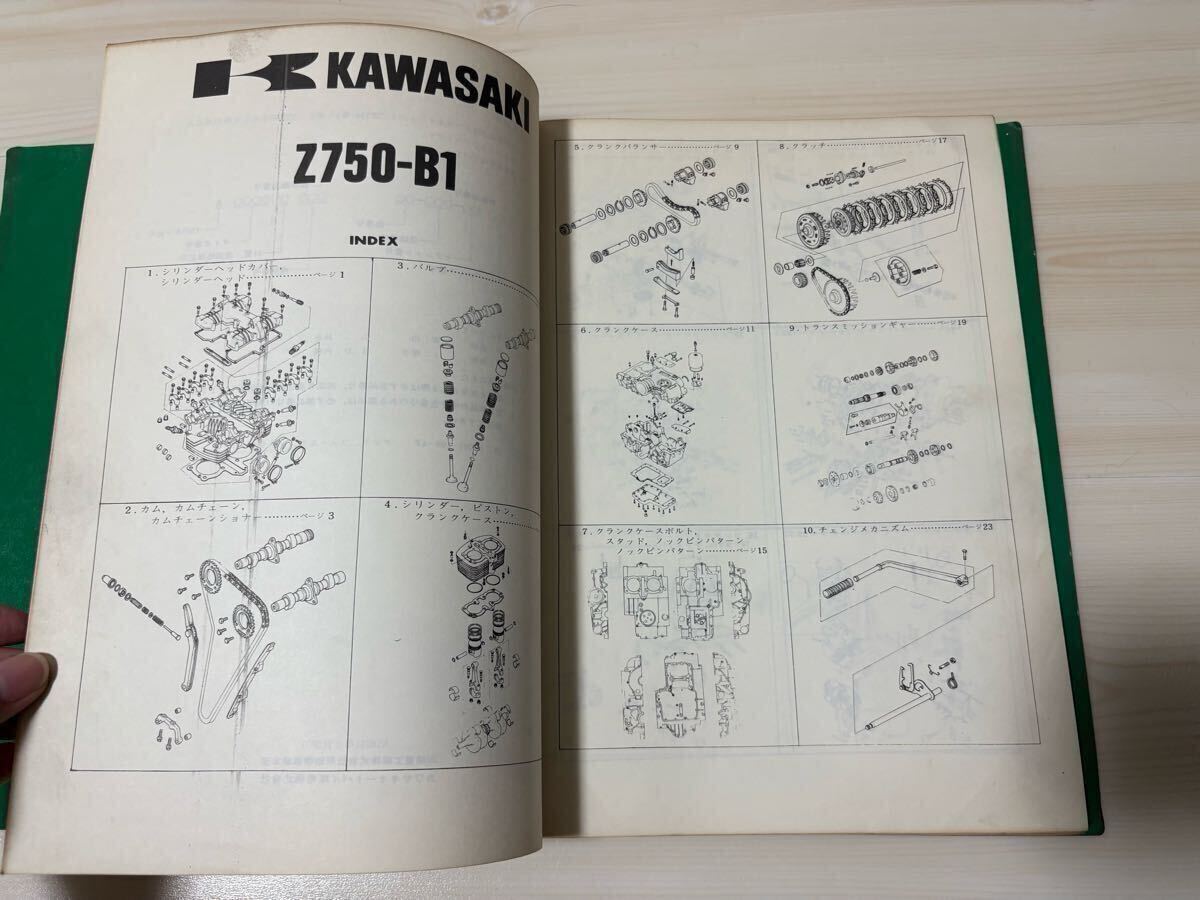 KAWASAKI
Z750-B1
INDEX
1. シリンダーヘッドカバー,
シリンダーヘッド………ページ1
3. バルブ
2. カム, カムチェーン,
カムチェーンショナー………ページ3
4. シリンダー, ピストン,
クランクケース
5. クランクバランサー………ページ9
8. クラッチ………ページ17
6. クランクケース………ページ11
9. トランスミッションギャー………ページ19
7. クランクケースボルト,
スタッド, ノックピンパターン
ノックピンパターン………ページ15
10. チェンジメカニズム………ページ23